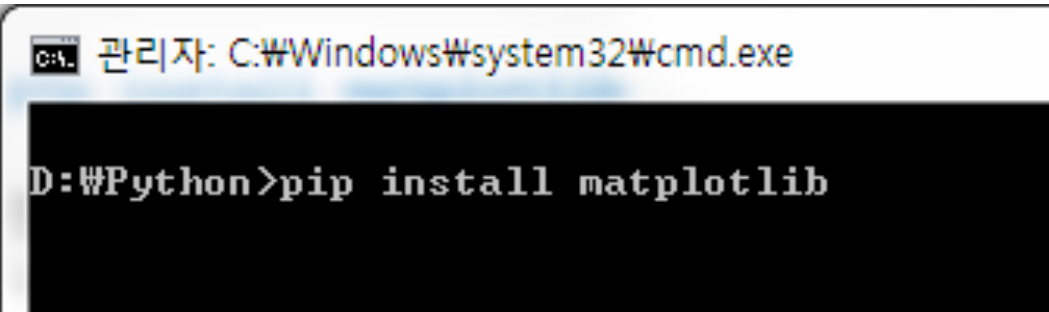 관리자: C:₩Windows₩system32₩cmd.exe
D:₩Python>pip install matplotlib